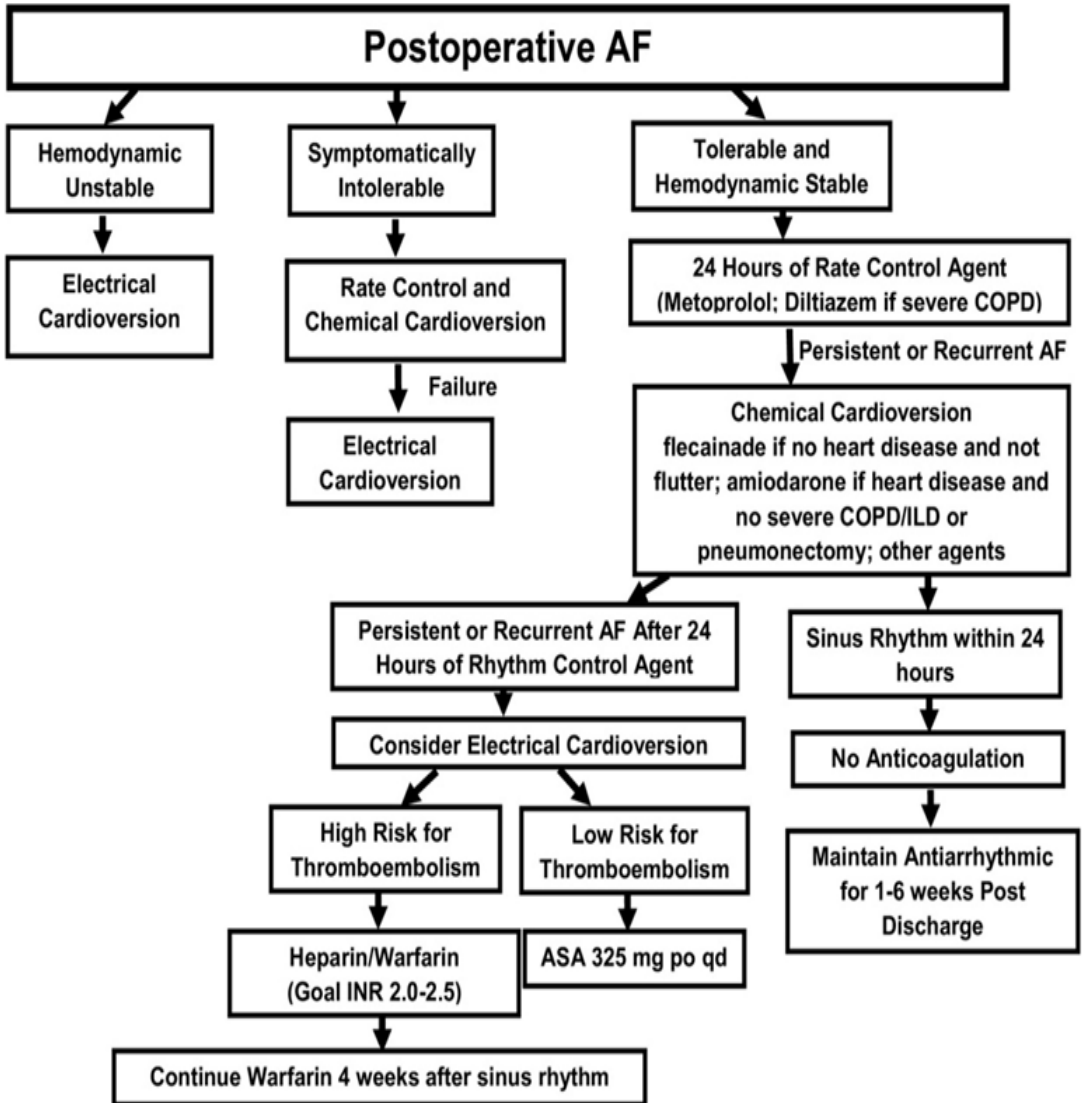 Postoperative AF
Hemodynamic
Unstable
Electrical
Cardioversion
Symptomatically
Intolerable
Rate Control and
Chemical Cardioversion
Failure
Electrical
Cardioversion
Tolerable and
Hemodynamic Stable
24 Hours of Rate Control Agent
(Metoprolol; Diltiazem if severe COPD)
Persistent or Recurrent AF
Chemical Cardioversion
flecainade if no heart disease and not
flutter; amiodarone if heart disease and
no severe COPD/ILD or
pneumonectomy; other agents
Persistent or Recurrent AF After 24
Hours of Rhythm Control Agent
Consider Electrical Cardioversion
High Risk for
Thromboembolism
Heparin/Warfarin
(Goal INR 2.0-2.5)
Continue Warfarin 4 weeks after sinus rhythm
Low Risk for
Thromboembolism
ASA 325 mg po qd
Sinus Rhythm within 24
hours
No Anticoagulation
Maintain Antiarrhythmic
for 1-6 weeks Post
Discharge